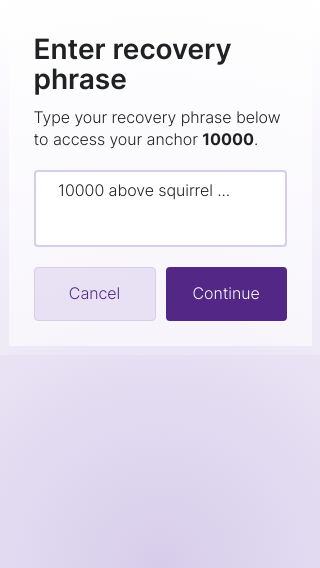 Enter recovery
phrase
Type your recovery phrase below
to access your anchor 10000.
10000 above squirrel ...
Cancel
Continue